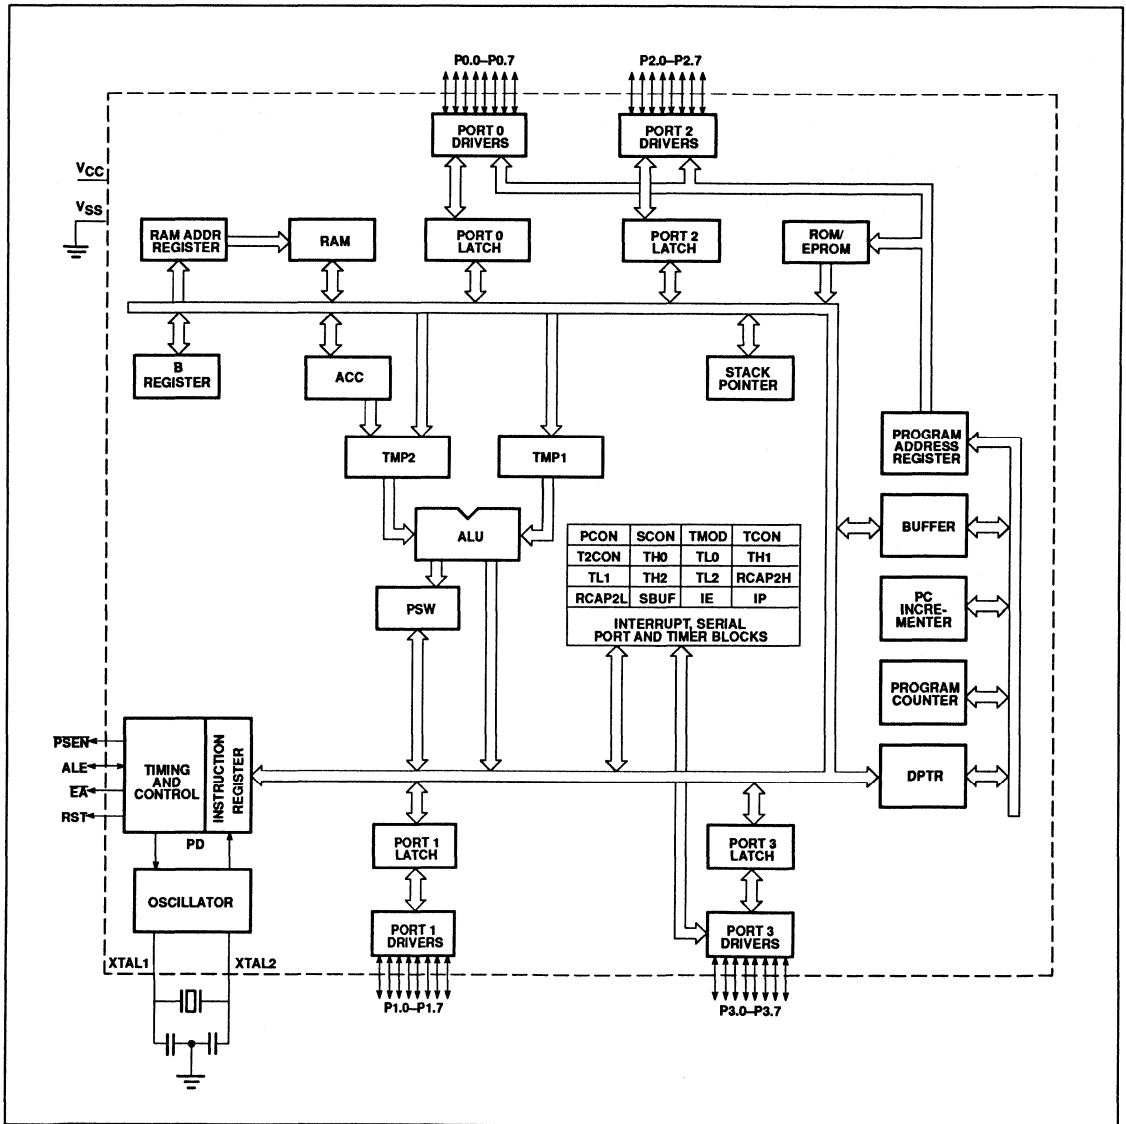 P0.0–P0.7
P2.0–P2.7
PORT 0
DRIVERS
PORT 2
DRIVERS
VCC
VSS
RAM ADDR
REGISTER
RAM
PORT 0
LATCH
PORT 2
LATCH
ROM/
EPROM
B
REGISTER
ACC
STACK
POINTER
TMP2
TMP1
PROGRAM
ADDRESS
REGISTER
ALU
BUFFER
PCON SCON TMOD TCON
T2CON TH0 TL0 TH1
TL1 TH2 TL2 RCAP2H
RCAP2L SBUF IE IP
INTERRUPT, SERIAL
PORT AND TIMER BLOCKS
PSW
PC
INCRE-
MENTER
PROGRAM
COUNTER
PSEN
ALE
EA
RST
TIMING
AND
CONTROL
INSTRUCTION
REGISTER
DPTR
PD
OSCILLATOR
PORT 1
LATCH
PORT 3
LATCH
PORT 1
DRIVERS
PORT 3
DRIVERS
XTAL1
XTAL2
P1.0–P1.7
P3.0–P3.7